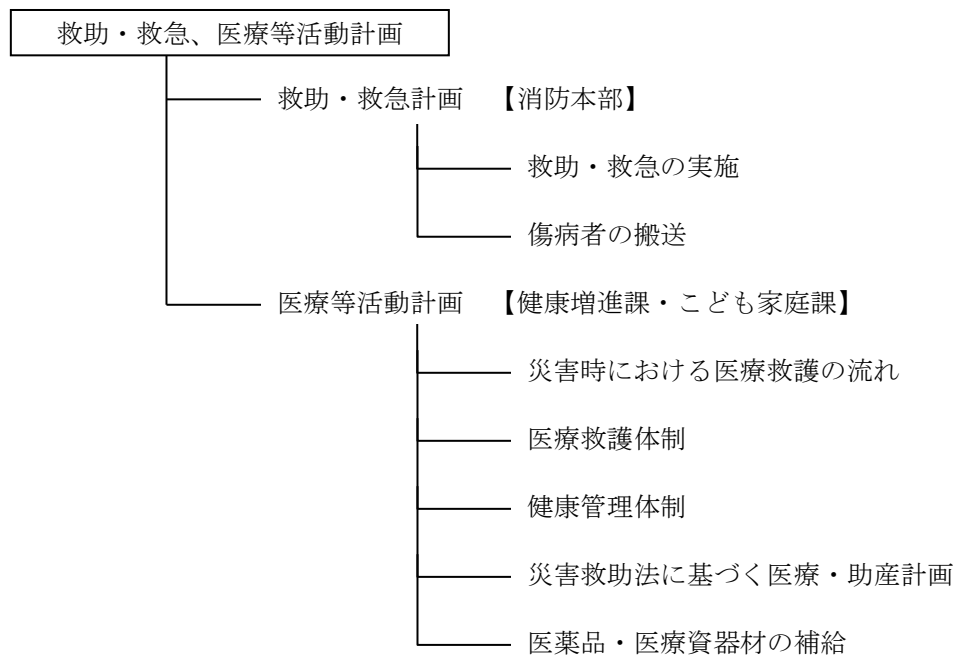 救助・救急、医療等活動計画
救助・救急計画　【消防本部】
救助・救急の実施
傷病者の搬送
医療等活動計画　【健康増進課・こども家庭課】
災害時における医療救護の流れ
医療救護体制
健康管理体制
災害救助法に基づく医療・助産計画
医薬品・医療資器材の補給